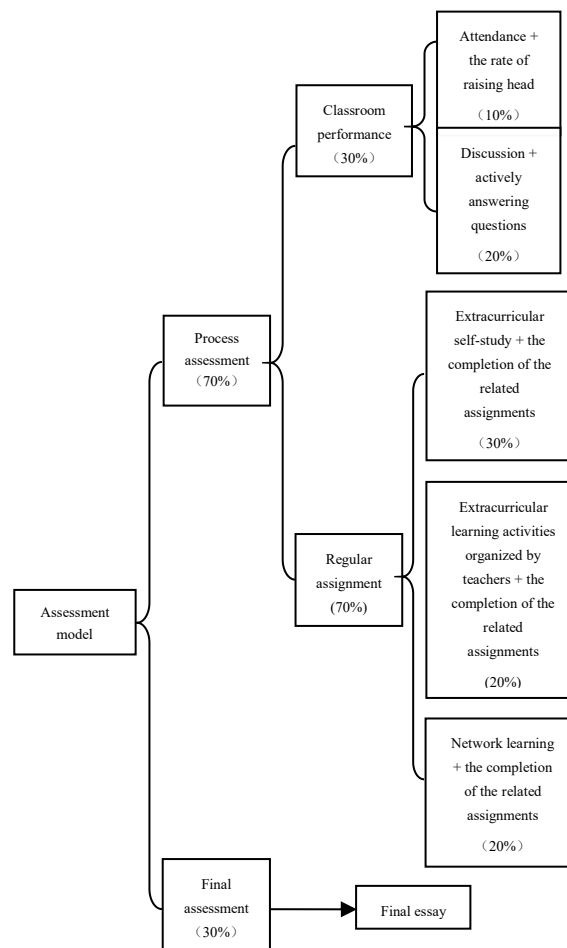 Attendance +
the rate of
raising head
（10%）
Classroom
performance
（30%）
Discussion +
actively
answering
questions
（20%）
Extracurricular
self-study + the
completion of the
related
assignments
（30%）
Process
assessment
（70%）
Extracurricular
learning activities
organized by
teachers + the
completion of the
related
assignments
(20%)
Regular
assignment
(70%)
Assessment
model
Network learning
+ the completion
of the related
assignments
（20%）
Final
assessment
（30%）
Final essay